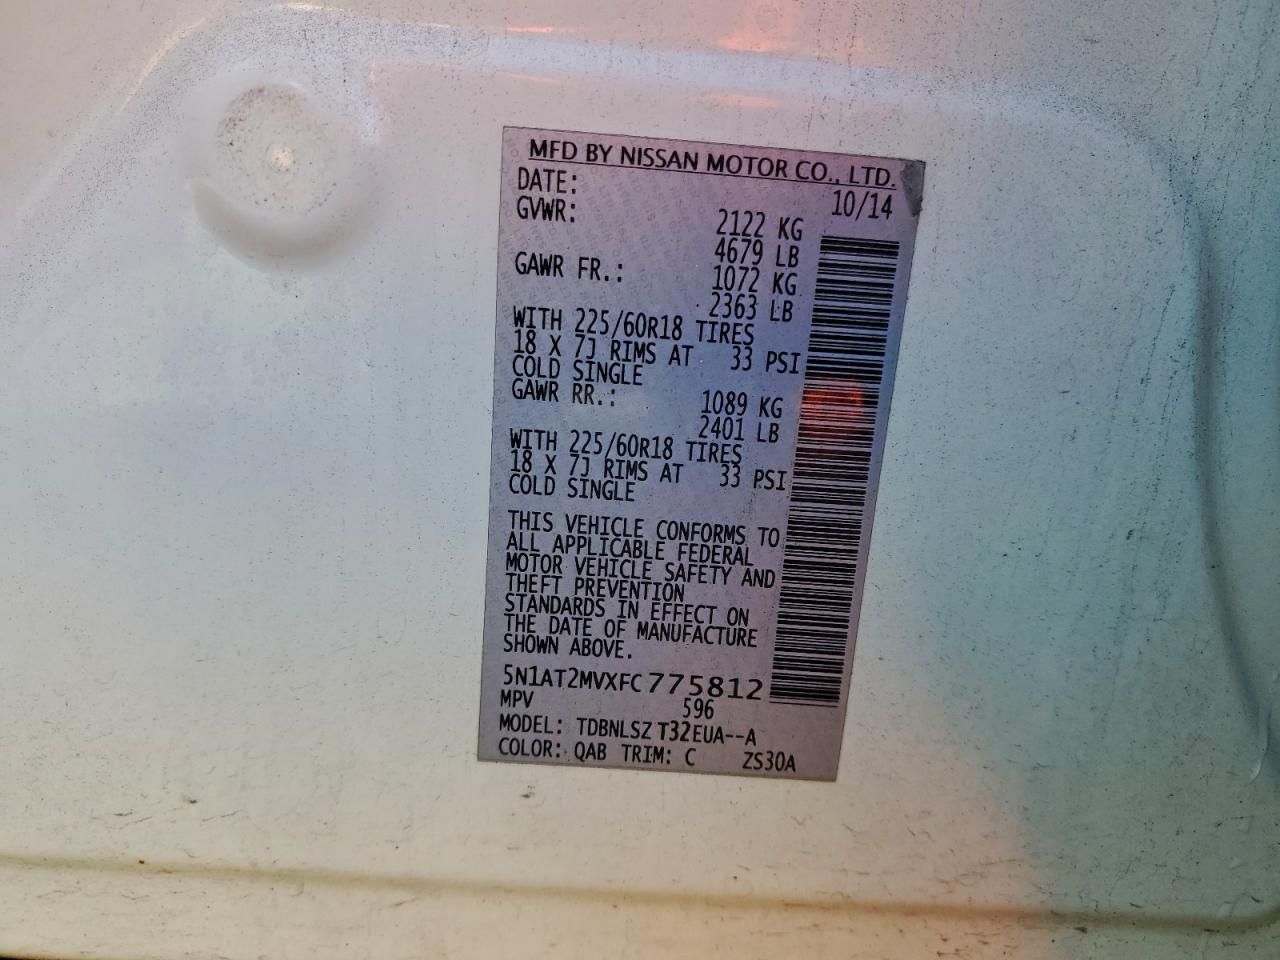 MFD BY NISSAN MOTOR CO., LTD.
DATE: 10/14
GVWR: 2122 KG
4679 LB
GAWR FR.: 1072 KG
2363 LB
WITH 225/60R18 TIRES
18 X 7J RIMS AT 33 PSI
COLD SINGLE
GAWR RR.: 1089 KG
2401 LB
WITH 225/60R18 TIRES
18 X 7J RIMS AT 33 PSI
COLD SINGLE
THIS VEHICLE CONFORMS TO
ALL APPLICABLE FEDERAL
MOTOR VEHICLE SAFETY AND
THEFT PREVENTION
STANDARDS IN EFFECT ON
THE DATE OF MANUFACTURE
SHOWN ABOVE.
5N1AT2MVXFC775812
MPV 596
MODEL: TDBNLSZ T32EUA--A
COLOR: QAB TRIM: C ZS30A